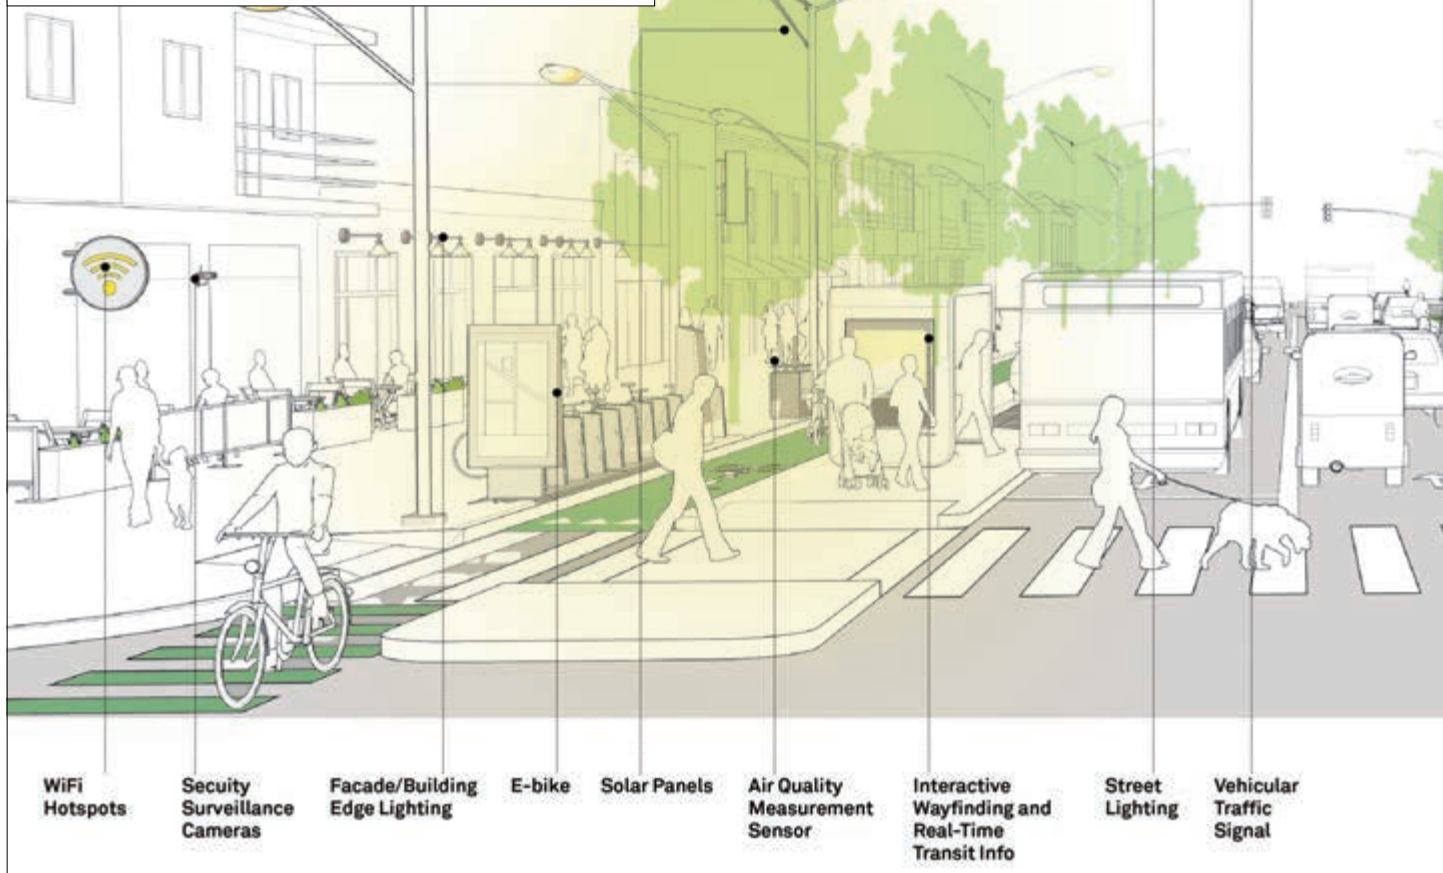 WiFi
Hotspots
Secuity
Surveillance
Cameras
Facade/Building
Edge Lighting
E-bike
Solar Panels
Air Quality
Measurement
Sensor
Interactive
Wayfinding and
Real-Time
Transit Info
Street
Lighting
Vehicular
Traffic
Signal